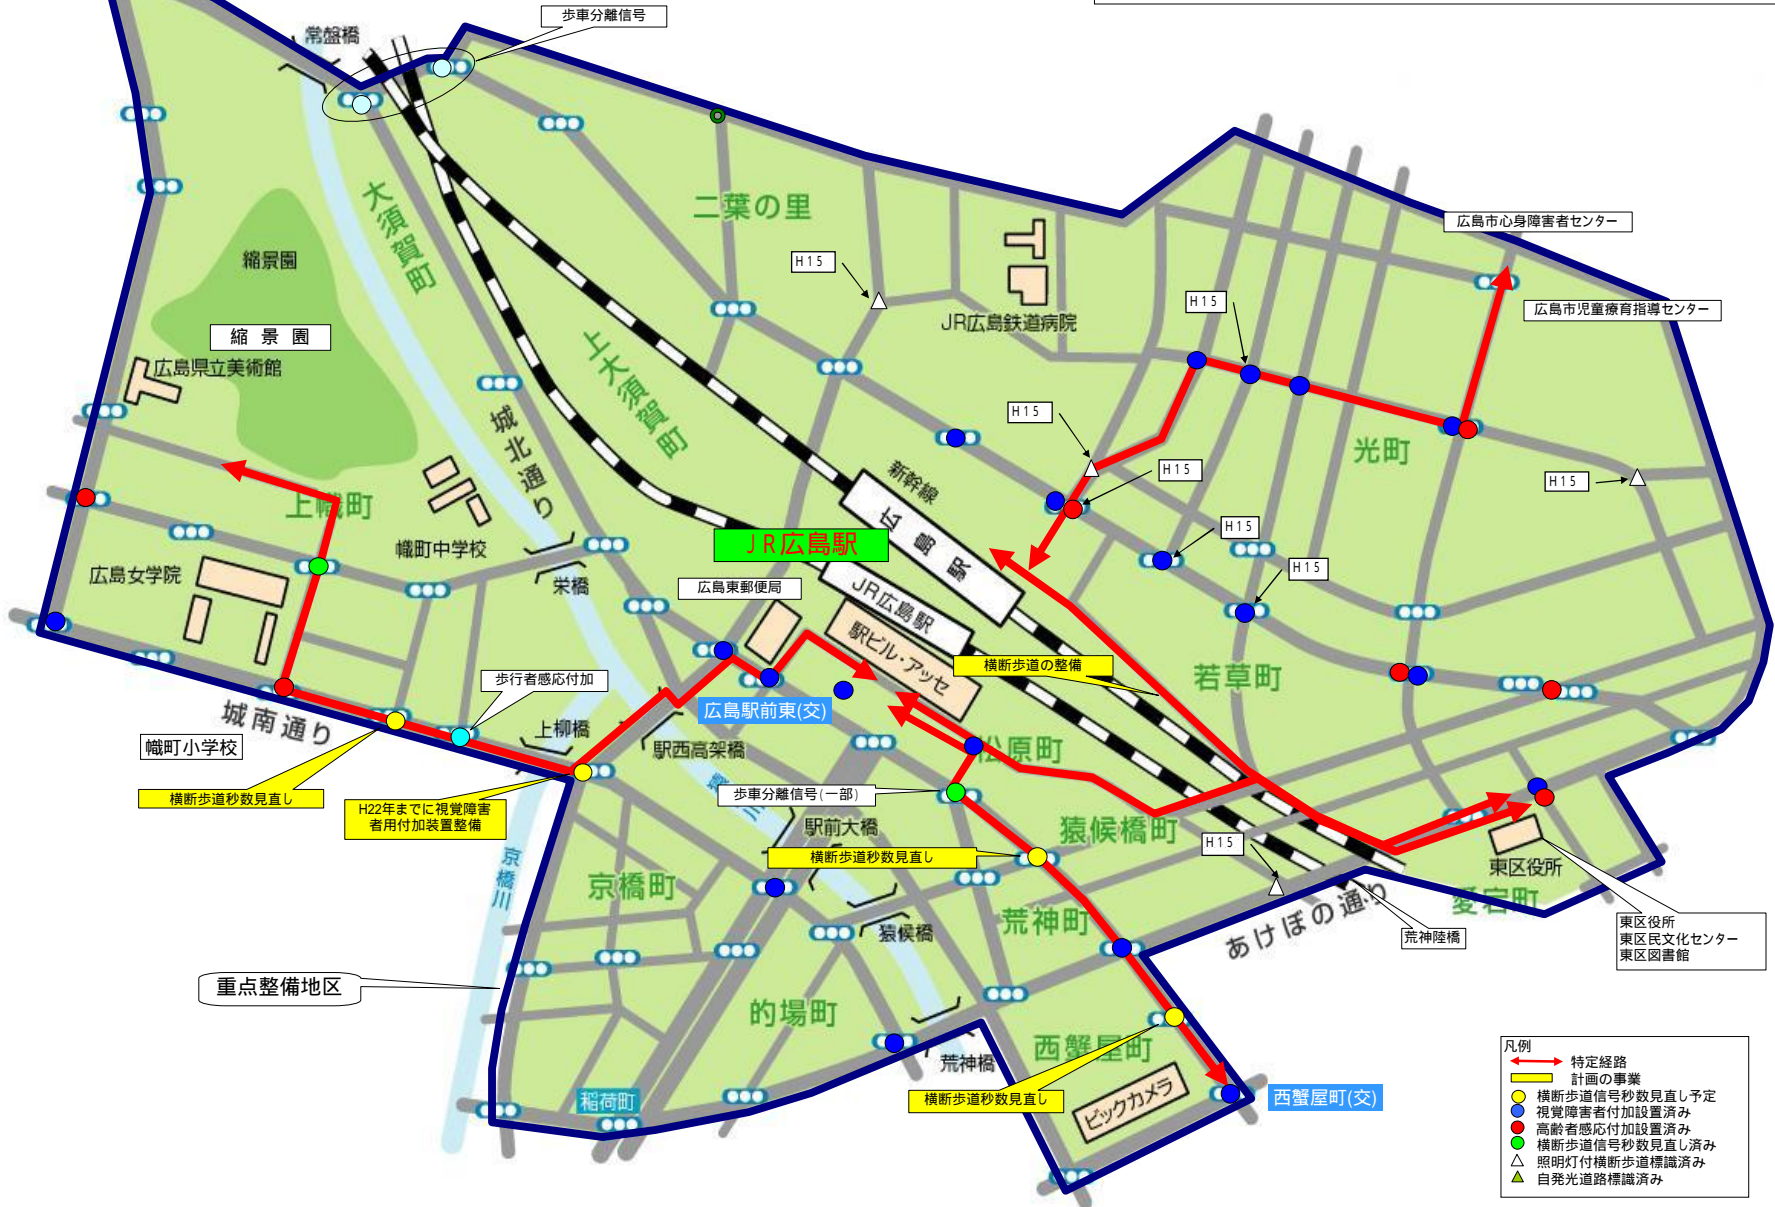 歩車分離信号
常盤橋
大須賀町
二葉の里
広島市心身障害者センター
縮景園
H15
H15
広島市児童療育指導センター
縮景園
JR広島鉄道病院
広島県立美術館
上大須賀町
城北通り
H15
光町
新幹線
H15
H15
上幟町
広島駅
幟町中学校
JR広島駅
H15
広島女学院
栄橋
広島東郵便局
JR広島駅
H15
駅ビル・アッセ
横断歩道の整備
若草町
歩行者感応付加
城南通り
広島駅前東(交)
上柳橋
幟町小学校
駅西高架橋
松原町
横断歩道秒数見直し
H22年までに視覚障害
者用付加装置整備
歩車分離信号(一部)
川
駅前大橋
猿候橋町
H15
横断歩道秒数見直し
京橋川
京橋町
東区役所
愛宕町
荒神町
猿候橋
あけぼの通り
荒神陸橋
東区役所
東区民文化センター
東区図書館
重点整備地区
的場町
西蟹屋町
荒神橋
横断歩道秒数見直し
稲荷町
ビックカメラ
西蟹屋町(交)
凡例
特定経路
計画の事業
横断歩道信号秒数見直し予定
視覚障害者付加設置済み
高齢者感応付加設置済み
横断歩道信号秒数見直し済み
照明灯付横断歩道標識済み
自発光道路標識済み